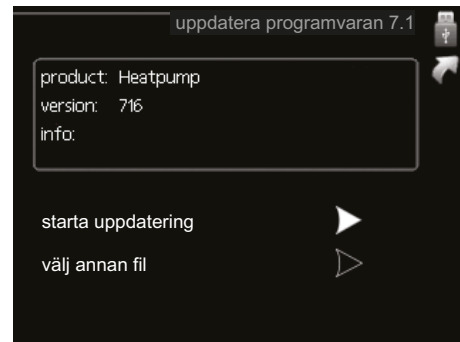 uppdatera programvaran 7.1
product: Heatpump
version: 716
info:
starta uppdatering
välj annan fil